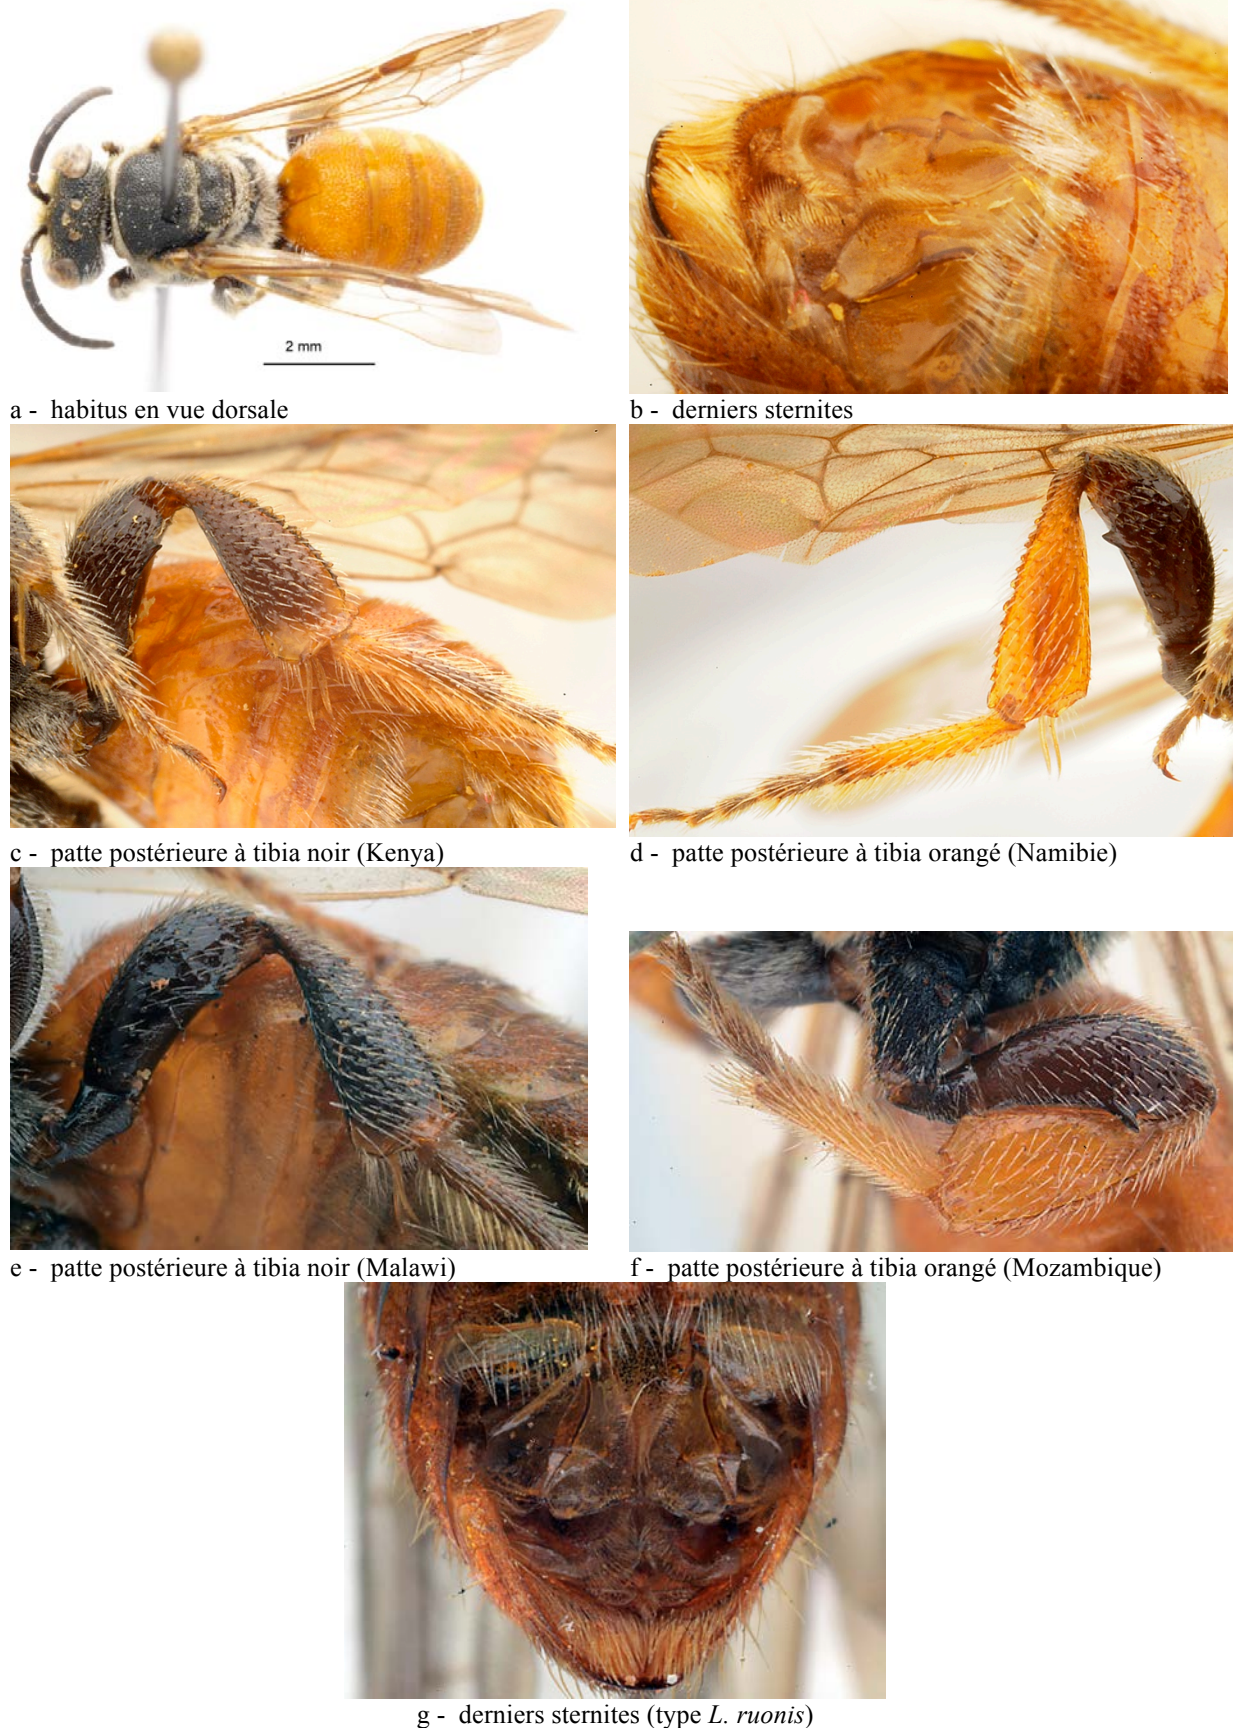 2 mm
a - habitus en vue dorsale
b - derniers sternites
c - patte postérieure à tibia noir (Kenya)
d - patte postérieure à tibia orangé (Namibie)
e - patte postérieure à tibia noir (Malawi)
f - patte postérieure à tibia orangé (Mozambique)
g - derniers sternites (type L. ruonis)